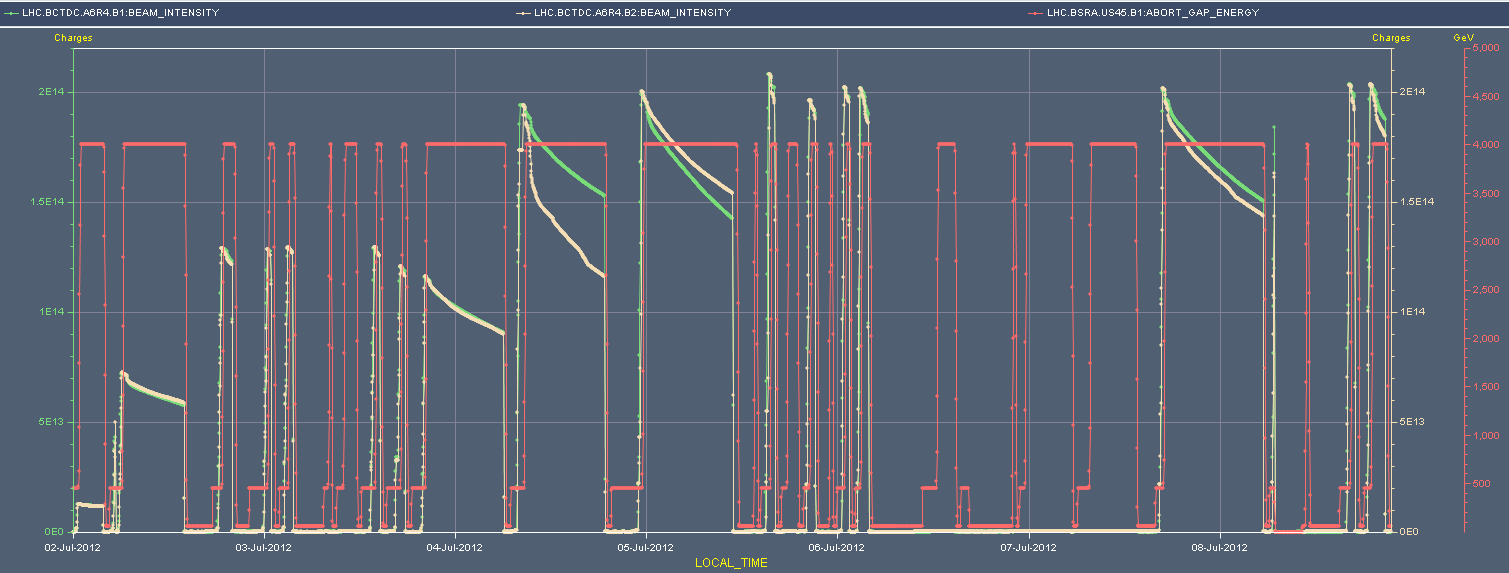 LHC.BCTDC.A6R4.B1:BEAM_INTENSITY LHC.BCTDC.A6R4.B2:BEAM_INTENSITY LHC.BSRA.US45.B1:ABORT_GAP_ENERGY
Charges Charges GeV
5,000
2E14 2E14 4,500
4,000
1.5E14 1.5E14 3,500
3,000
2,500
1E14 1E14
2,000
1,500
5E13 5E13
1,000
500
0E0 0E0
02-Jul-2012 03-Jul-2012 04-Jul-2012 05-Jul-2012 06-Jul-2012 07-Jul-2012 08-Jul-2012
LOCAL_TIME